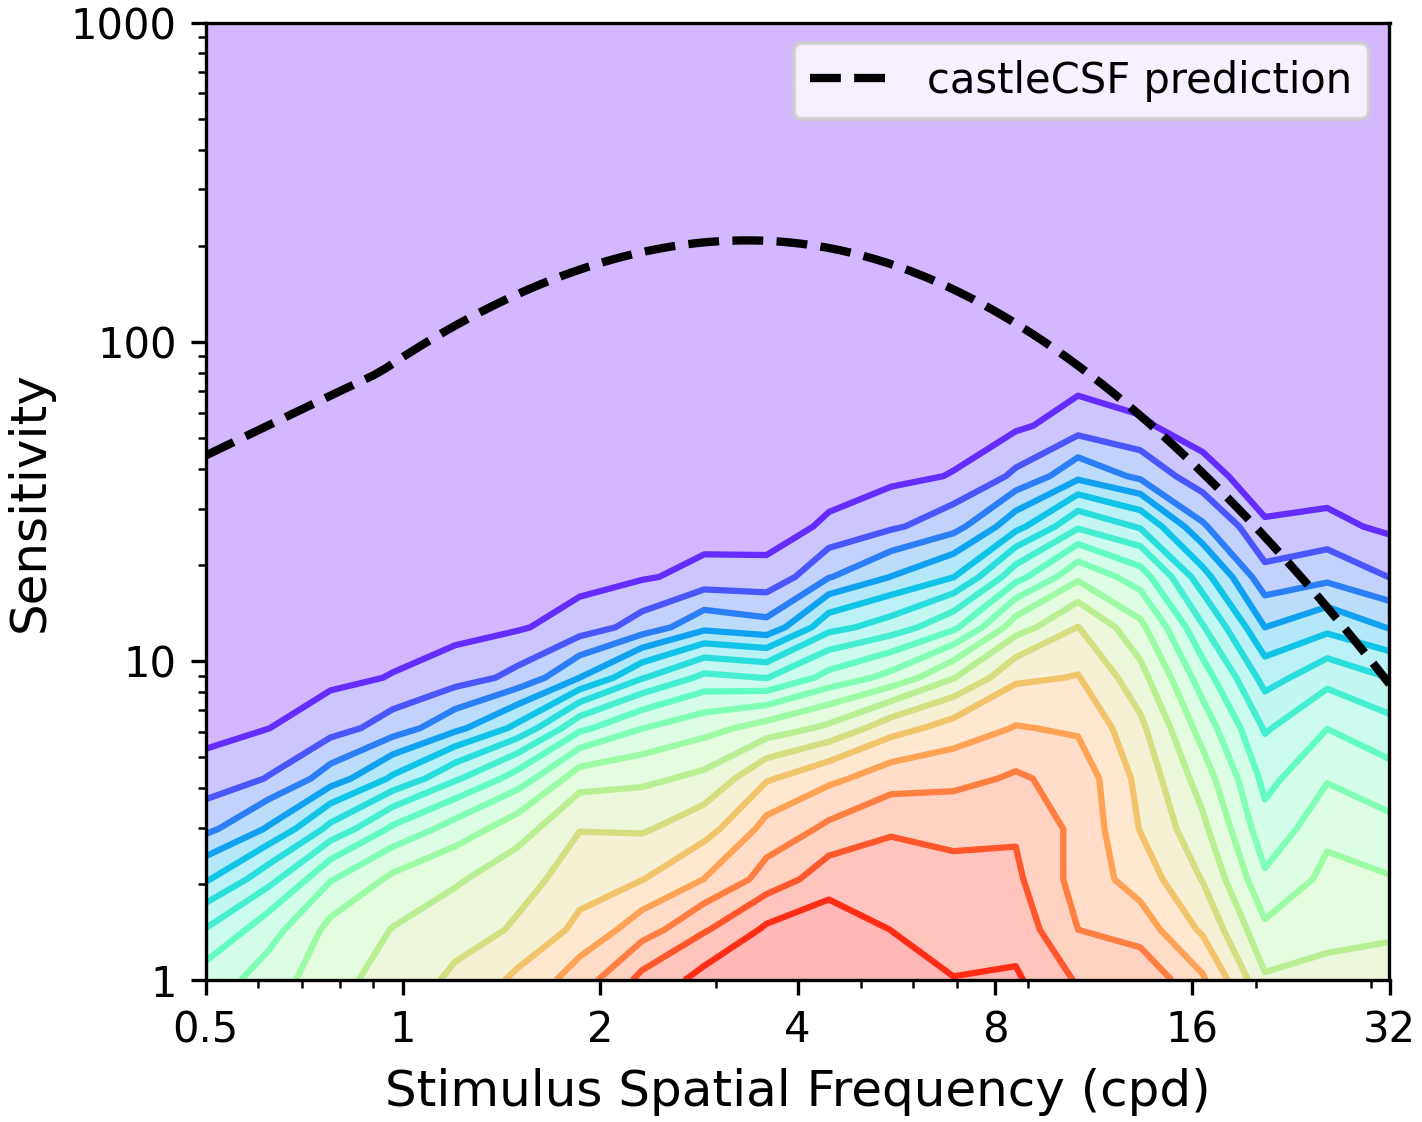 1000
100
10
1
Sensitivity
castleCSF prediction
0.5 1 2 4 8 16 32
Stimulus Spatial Frequency (cpd)